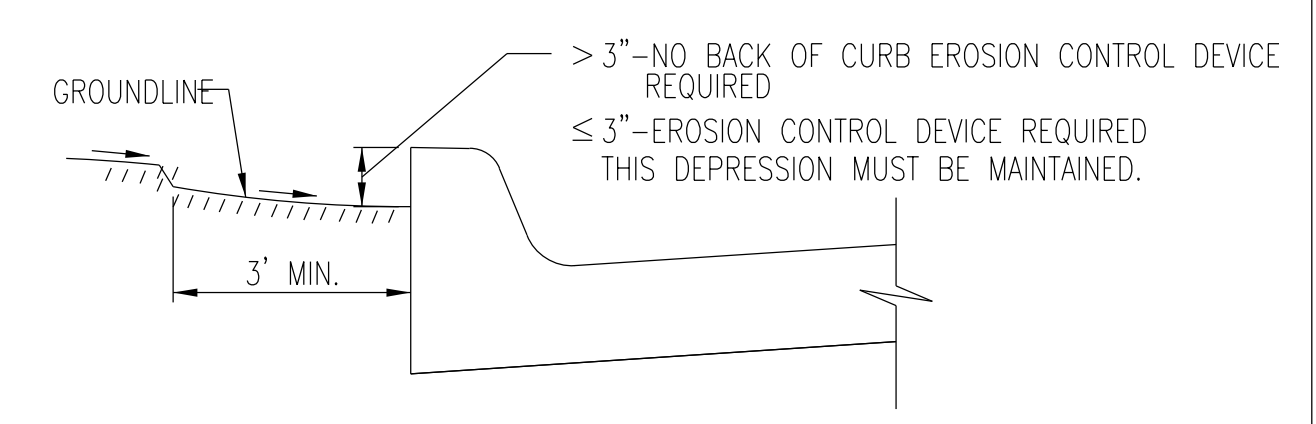 > 3"-NO BACK OF CURB EROSION CONTROL DEVICE
REQUIRED
GROUNDLINE
≤ 3"-EROSION CONTROL DEVICE REQUIRED
THIS DEPRESSION MUST BE MAINTAINED.
3' MIN.